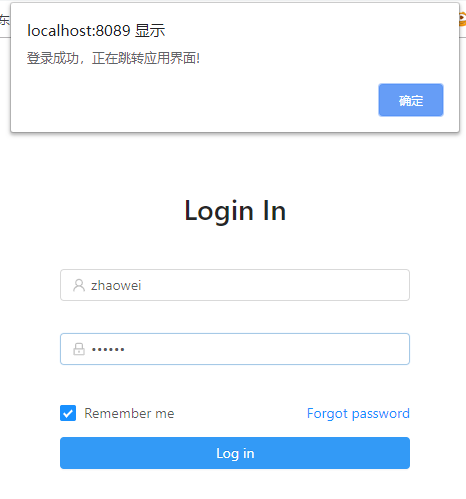 东
localhost:8089 显示
登录成功，正在跳转应用界面!
确定
Login In
zhaowei
••••••
Remember me
Forgot password
Log in